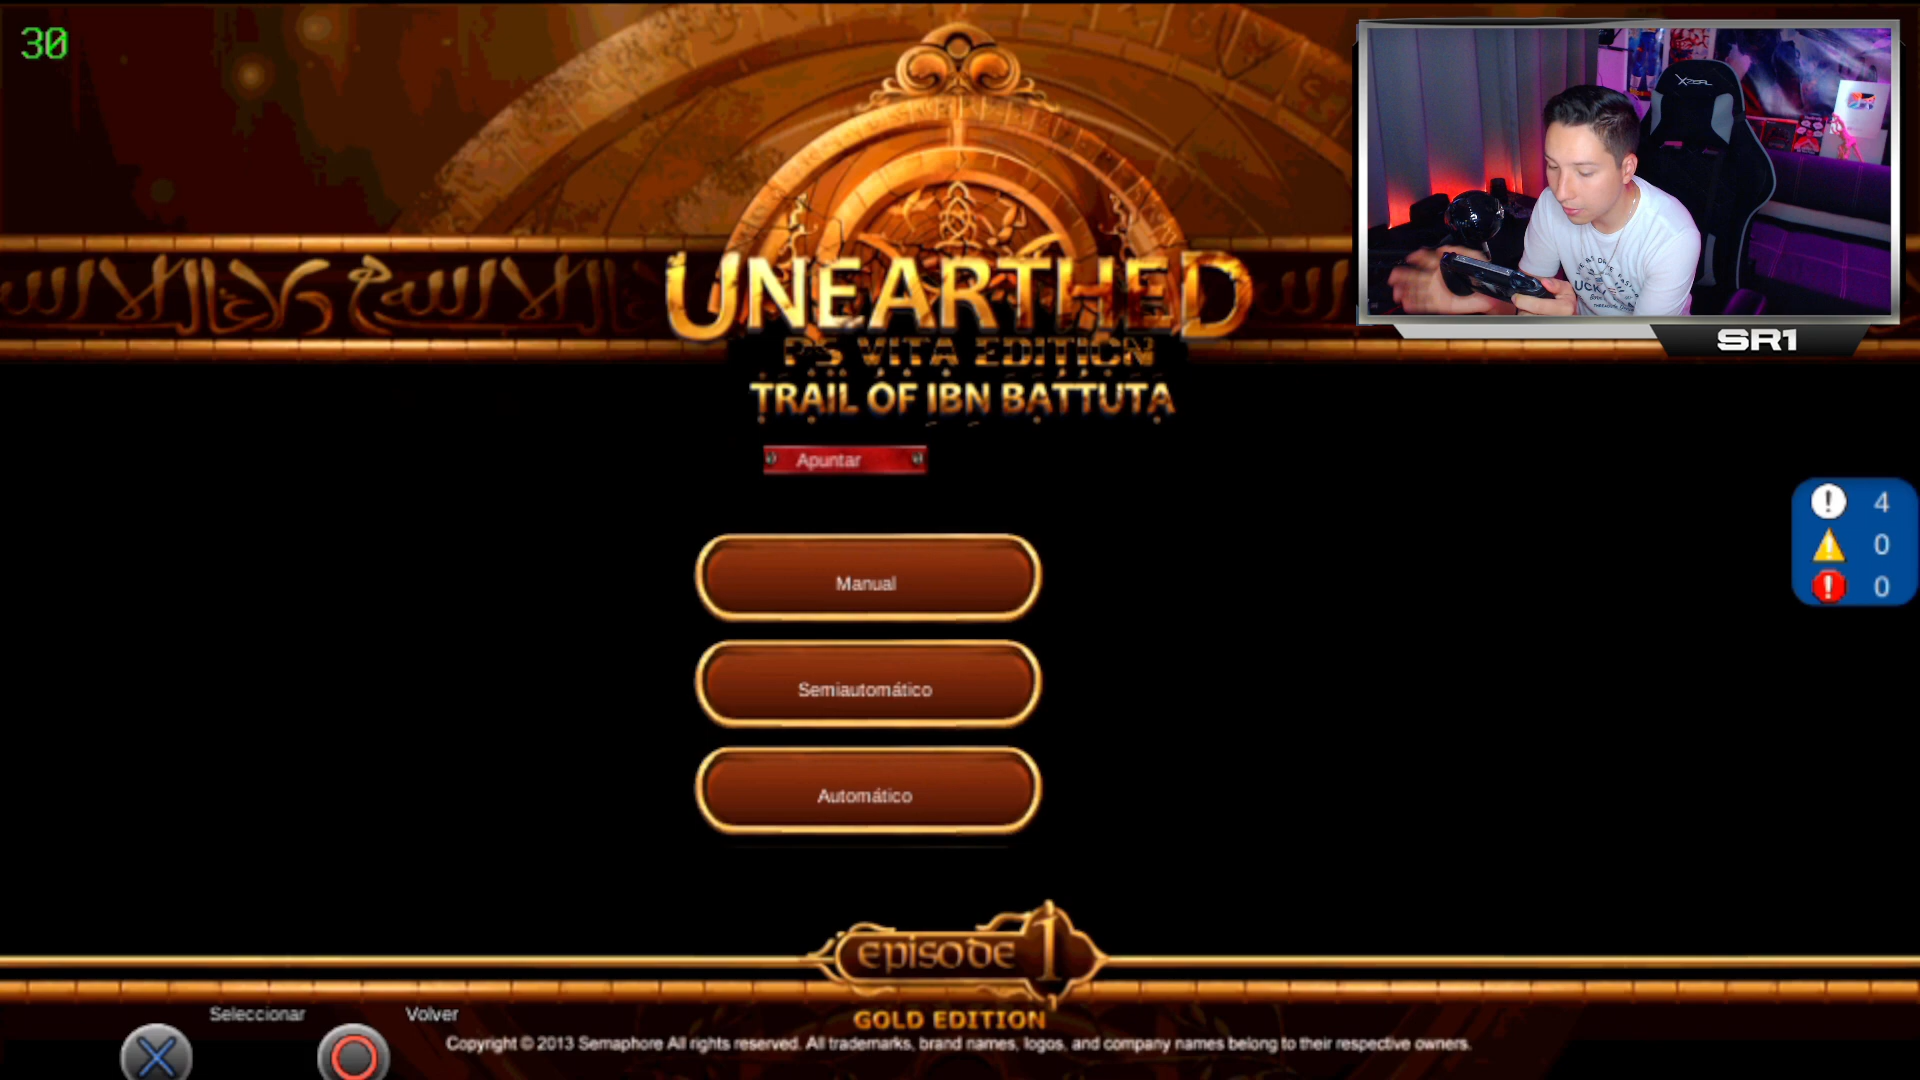 30
XZEAL
UNEARTHED
PS VITA EDITION
TRAIL OF IBN BATTUTA
SR1
Apuntar
4
0
0
Manual
Semiautomático
Automático
episode 1
GOLD EDITION
Seleccionar
Volver
Copyright © 2013 Semaphore All rights reserved. All trademarks, brand names, logos, and company names belong to their respective owners.